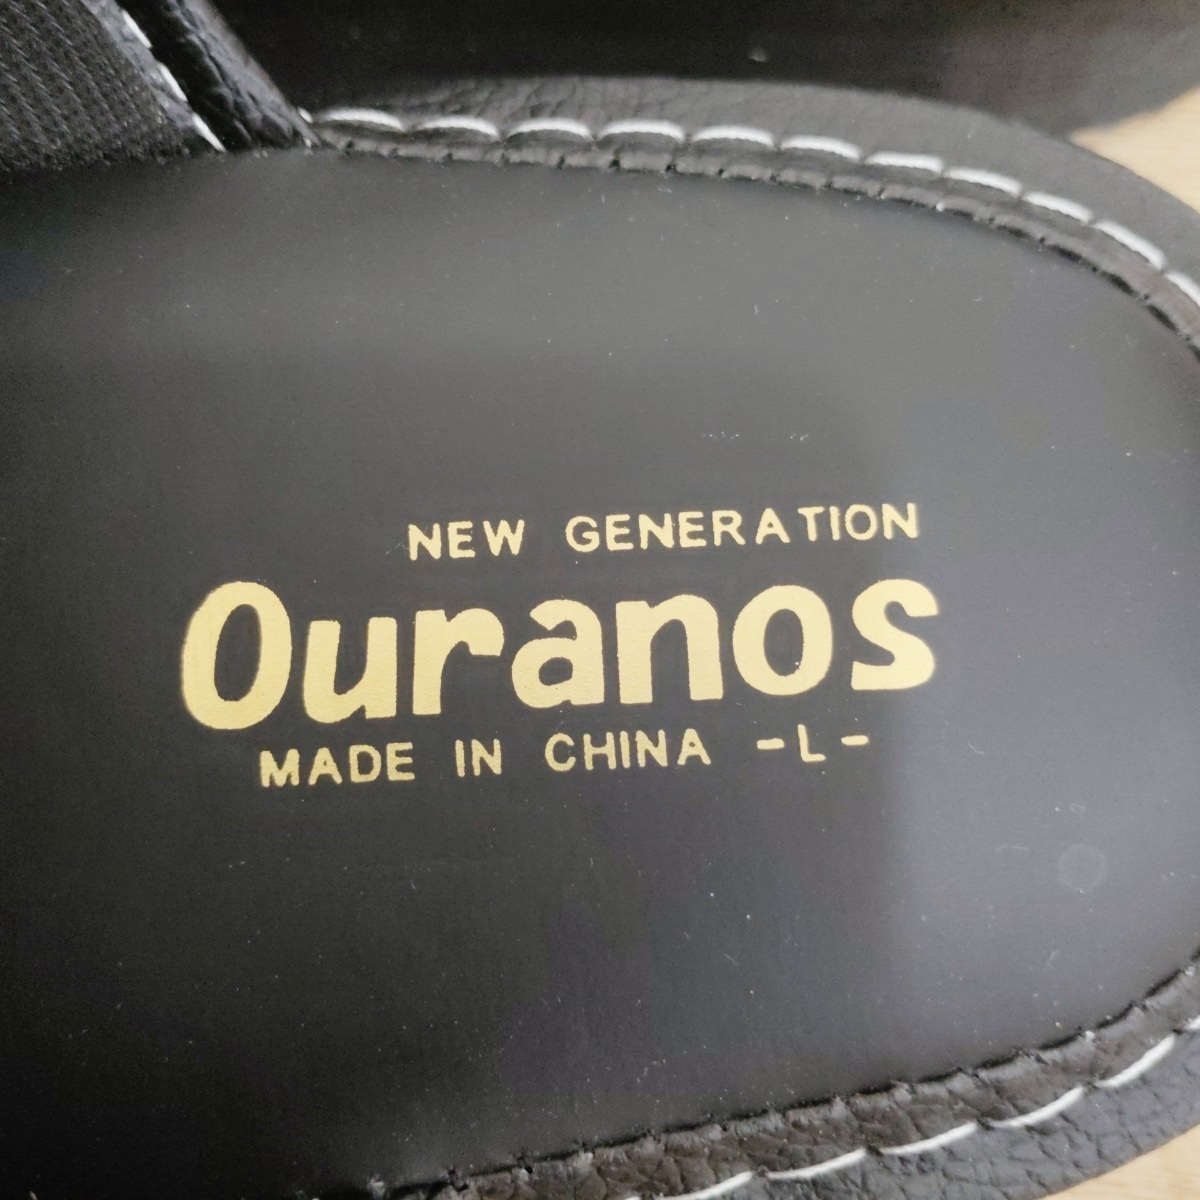 NEW GENERATION
Ouranos
MADE IN CHINA -L-